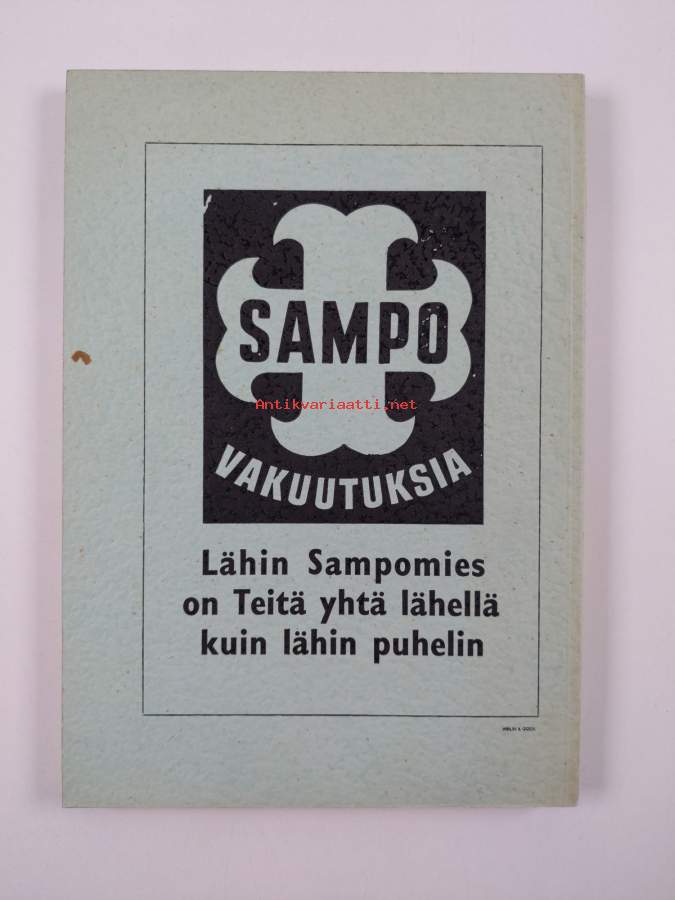 SAMPO
Antikvariaatti.net
VAKUUTUKSIA
Lähin Sampomies
on Teitä yhtä lähellä
kuin lähin puhelin